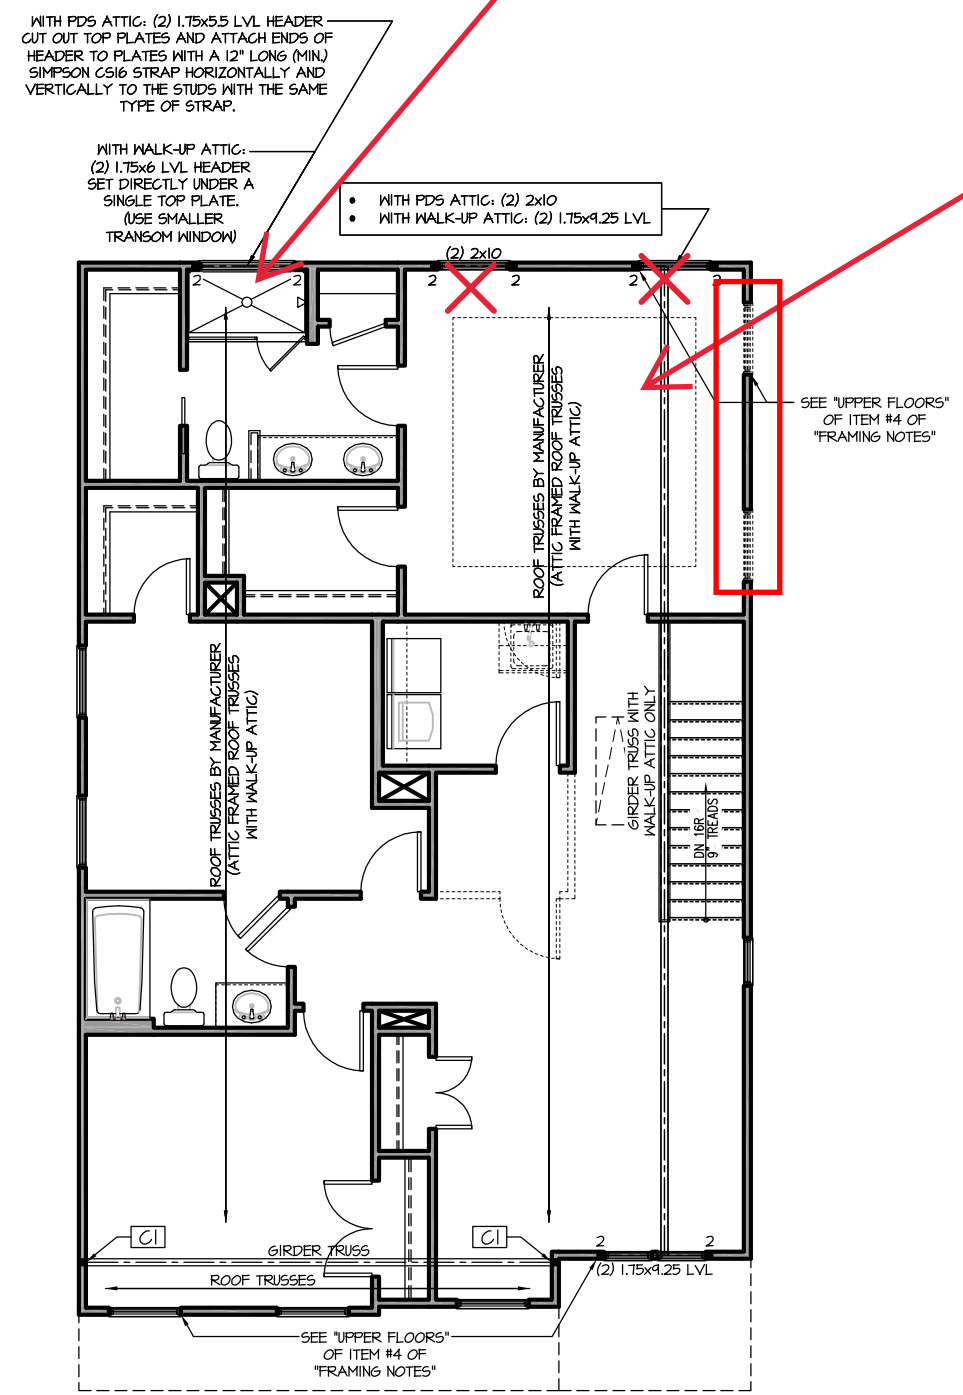 WITH PDS ATTIC: (2) 1.75x5.5 LVL HEADER
CUT OUT TOP PLATES AND ATTACH ENDS OF
HEADER TO PLATES WITH A 12" LONG (MIN.)
SIMPSON CS16 STRAP HORIZONTALLY AND
VERTICALLY TO THE STUDS WITH THE SAME
TYPE OF STRAP.
WITH WALK-UP ATTIC:
(2) 1.75x6 LVL HEADER
SET DIRECTLY UNDER A
SINGLE TOP PLATE.
(USE SMALLER
TRANSOM WINDOW)
• WITH PDS ATTIC: (2) 2x10
• WITH WALK-UP ATTIC: (2) 1.75x9.25 LVL
(2) 2x10
2
2
2
2
2
2
SEE "UPPER FLOORS"
OF ITEM #4 OF
"FRAMING NOTES"
ROOF TRUSSES BY MANUFACTURER
(ATTIC FRAMED ROOF TRUSSES
WITH WALK-UP ATTIC)
ROOF TRUSSES BY MANUFACTURER
(ATTIC FRAMED ROOF TRUSSES
WITH WALK-UP ATTIC)
GIRDER TRUSS WITH
WALK-UP ATTIC ONLY
DN 16R
9" TREADS
C1
C1
GIRDER TRUSS
ROOF TRUSSES
2
2
(2) 1.75x9.25 LVL
SEE "UPPER FLOORS"
OF ITEM #4 OF
"FRAMING NOTES"